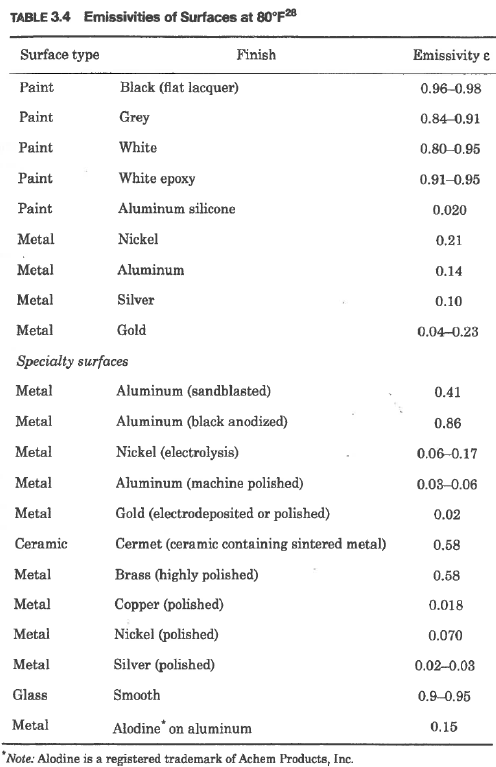 TABLE 3.4 Emissivities of Surfaces at 80°F²⁸
Surface type Finish Emissivity ε
Paint Black (flat lacquer) 0.96–0.98
Paint Grey 0.84–0.91
Paint White 0.80–0.95
Paint White epoxy 0.91–0.95
Paint Aluminum silicone 0.020
Metal Nickel 0.21
Metal Aluminum 0.14
Metal Silver 0.10
Metal Gold 0.04–0.23
Specialty surfaces
Metal Aluminum (sandblasted) 0.41
Metal Aluminum (black anodized) 0.86
Metal Nickel (electrolysis) 0.06–0.17
Metal Aluminum (machine polished) 0.03–0.06
Metal Gold (electrodeposited or polished) 0.02
Ceramic Cermet (ceramic containing sintered metal) 0.58
Metal Brass (highly polished) 0.58
Metal Copper (polished) 0.018
Metal Nickel (polished) 0.070
Metal Silver (polished) 0.02–0.03
Glass Smooth 0.9–0.95
Metal Alodine* on aluminum 0.15
*Note: Alodine is a registered trademark of Achem Products, Inc.